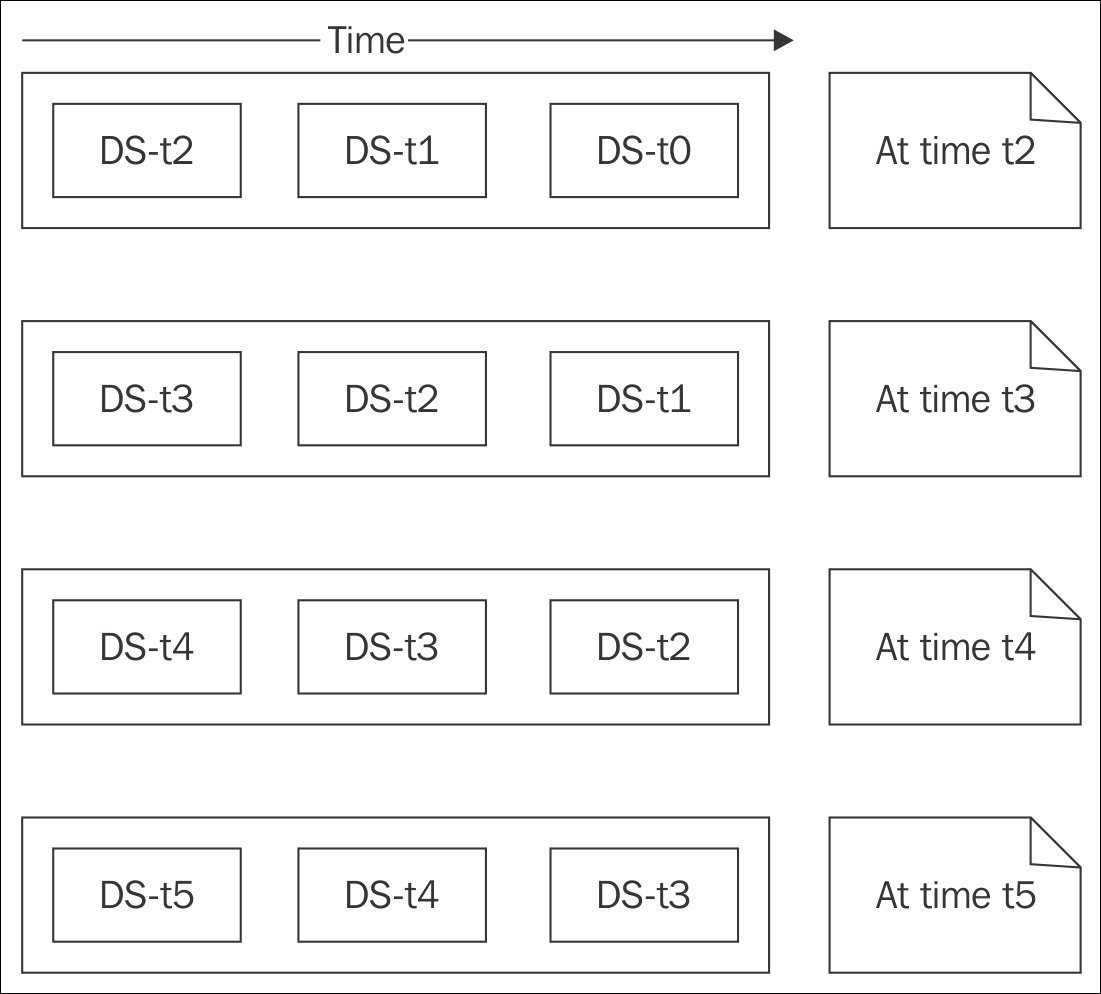 Time
DS-t2 DS-t1 DS-t0 At time t2
DS-t3 DS-t2 DS-t1 At time t3
DS-t4 DS-t3 DS-t2 At time t4
DS-t5 DS-t4 DS-t3 At time t5